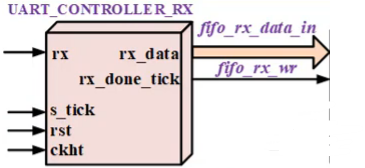 UART_CONTROLLER_RX
fifo_rx_data_in
rx rx_data
fifo_rx_wr
rx_done_tick
s_tick
rst
ckht